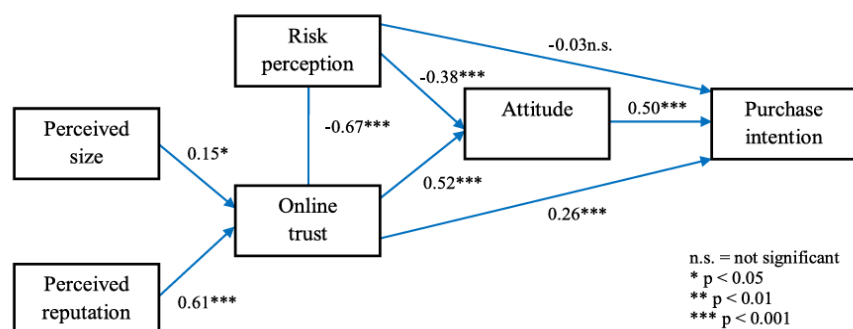 Risk
perception
-0.03n.s.
-0.38***
Attitude
0.50***
Purchase
intention
Perceived
size
-0.67***
0.15*
Online
trust
0.52***
0.26***
Perceived
reputation
0.61***
n.s. = not significant
* p < 0.05
** p < 0.01
*** p < 0.001